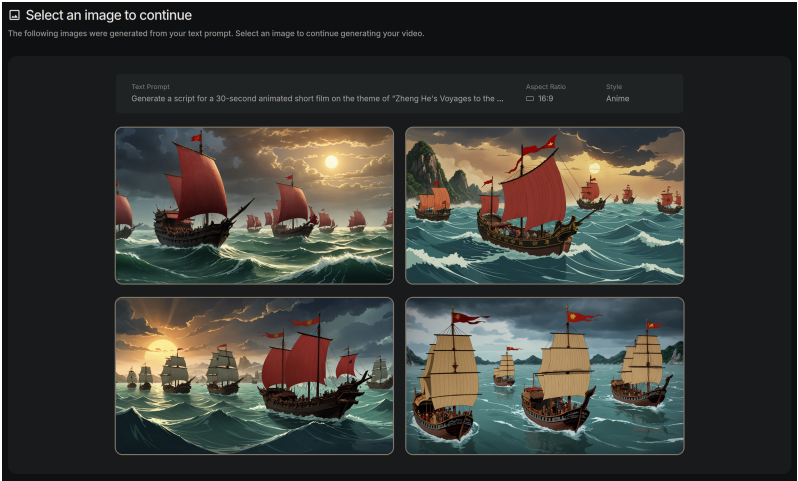 Select an image to continue
The following images were generated from your text prompt. Select an image to continue generating your video.
Text Prompt
Generate a script for a 30-second animated short film on the theme of "Zheng He's Voyages to the ...
Aspect Ratio
16:9
Style
Anime